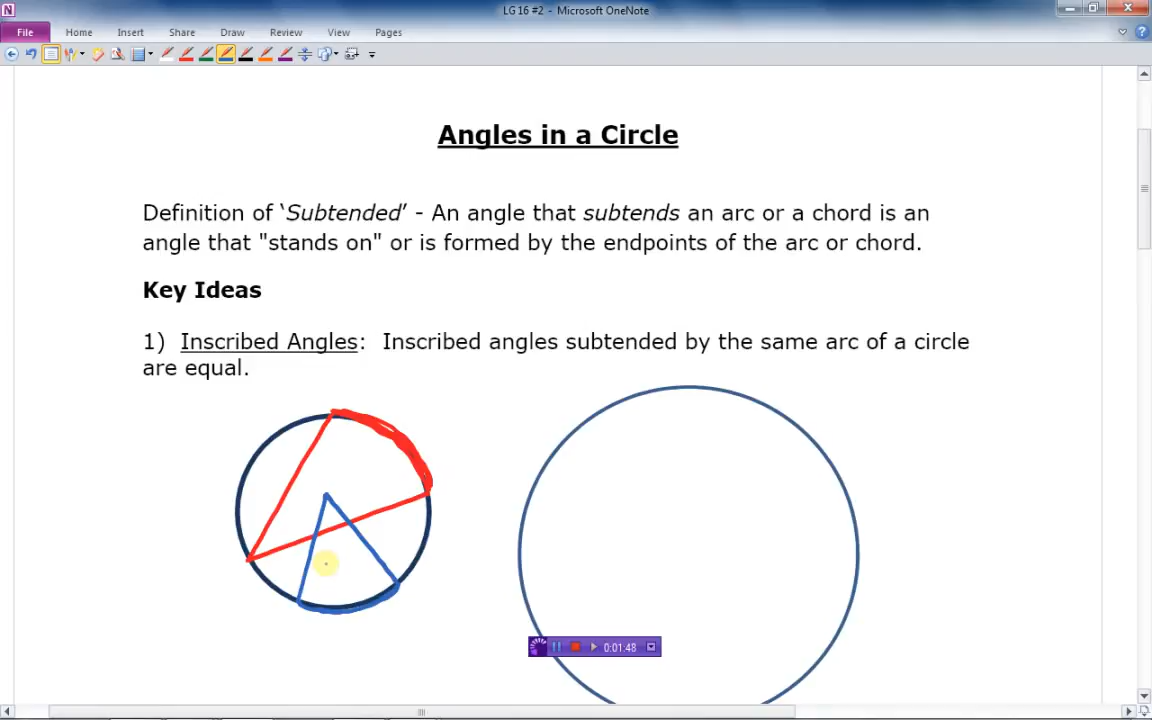 LG 16 #2 - Microsoft OneNote
File Home Insert Share Draw Review View Pages
Angles in a Circle
Definition of ‘Subtended’ - An angle that subtends an arc or a chord is an
angle that "stands on" or is formed by the endpoints of the arc or chord.
Key Ideas
1) Inscribed Angles: Inscribed angles subtended by the same arc of a circle
are equal.
0:01:48